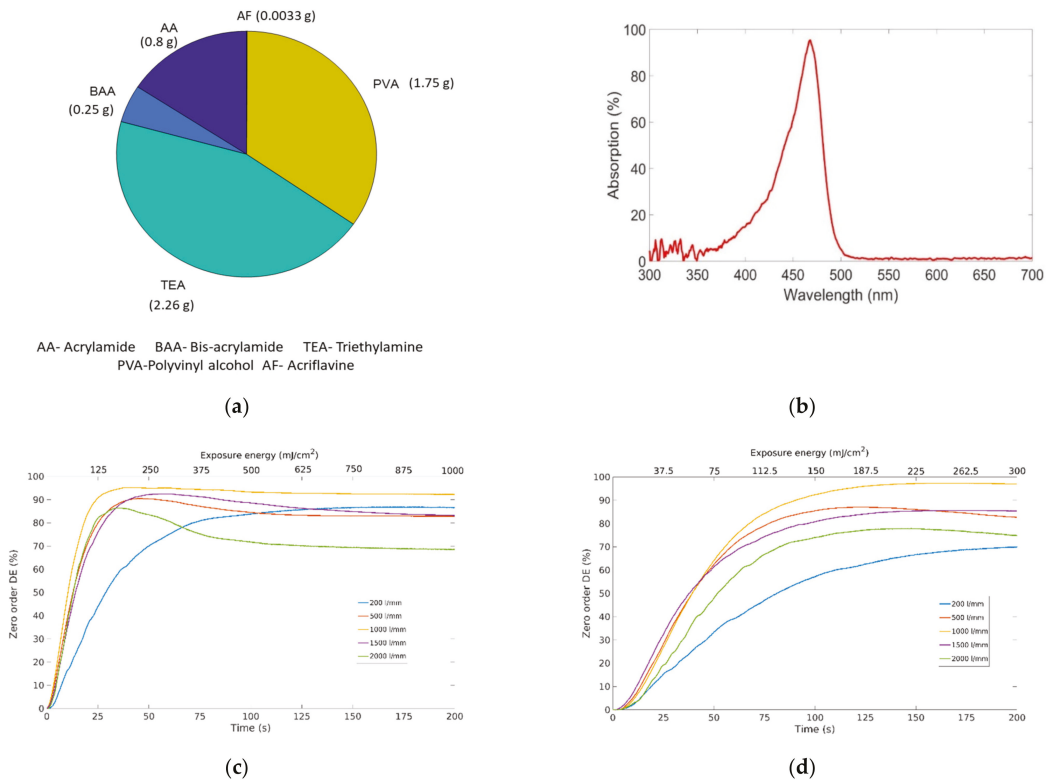 AF (0.0033 g)
AA
(0.8 g)
PVA (1.75 g)
BAA
(0.25 g)
TEA
(2.26 g)
AA- Acrylamide BAA- Bis-acrylamide TEA- Triethylamine
PVA-Polyvinyl alcohol AF- Acriflavine
(a)
100
80
60
40
20
0
Absorption (%)
300 350 400 450 500 550 600 650 700
Wavelength (nm)
(b)
Exposure energy (mJ/cm²)
125 250 375 500 625 750 875 1000
100
90
80
70
60
50
40
30
20
10
0
Zero order DE (%)
200 l/mm
500 l/mm
1000 l/mm
1500 l/mm
2000 l/mm
0 25 50 75 100 125 150 175 200
Time (s)
(c)
Exposure energy (mJ/cm²)
37.5 75 112.5 150 187.5 225 262.5 300
100
90
80
70
60
50
40
30
20
10
0
Zero order DE (%)
200 l/mm
500 l/mm
1000 l/mm
1500 l/mm
2000 l/mm
0 25 50 75 100 125 150 175 200
Time (s)
(d)